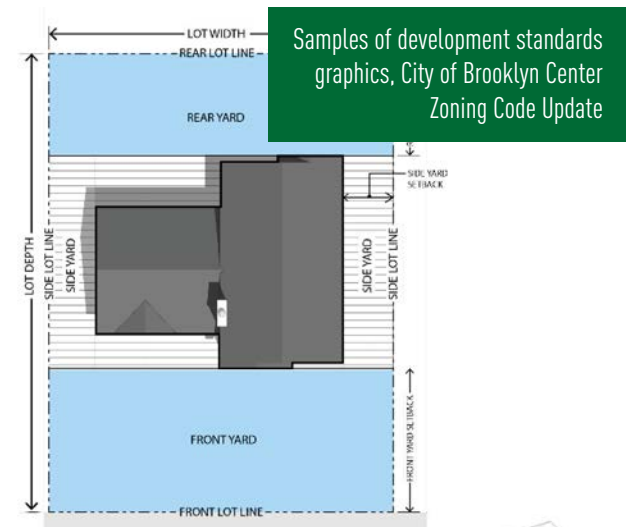 Samples of development standards
graphics, City of Brooklyn Center
Zoning Code Update
LOT WIDTH
REAR LOT LINE
REAR YARD
SIDE YARD
SETBACK
LOT DEPTH
SIDE LOT LINE
SIDE YARD
SIDE YARD
SIDE LOT LINE
FRONT YARD SETBACK
FRONT YARD
FRONT LOT LINE